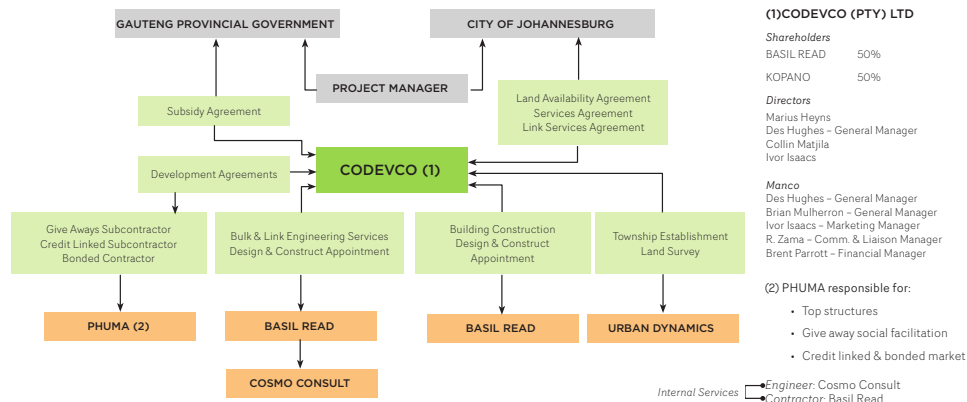 GAUTENG PROVINCIAL GOVERNMENT
CITY OF JOHANNESBURG
PROJECT MANAGER
Subsidy Agreement
Land Availability Agreement
Services Agreement
Link Services Agreement
CODEVCO (1)
Development Agreements
Give Aways Subcontractor
Credit Linked Subcontractor
Bonded Contractor
Bulk & Link Engineering Services
Design & Construct Appointment
Building Construction
Design & Construct
Appointment
Township Establishment
Land Survey
PHUMA (2)
BASIL READ
BASIL READ
URBAN DYNAMICS
COSMO CONSULT
(1)CODEVCO (PTY) LTD
Shareholders
BASIL READ 50%
KOPANO 50%
Directors
Marius Heyns
Des Hughes – General Manager
Collin Matjila
Ivor Isaacs
Manco
Des Hughes – General Manager
Brian Mulherron – General Manager
Ivor Isaacs – Marketing Manager
R. Zama – Comm. & Liaison Manager
Brent Parrott – Financial Manager
(2) PHUMA responsible for:
• Top structures
• Give away social facilitation
• Credit linked & bonded market
Internal Services
Engineer: Cosmo Consult
Contractor: Basil Read